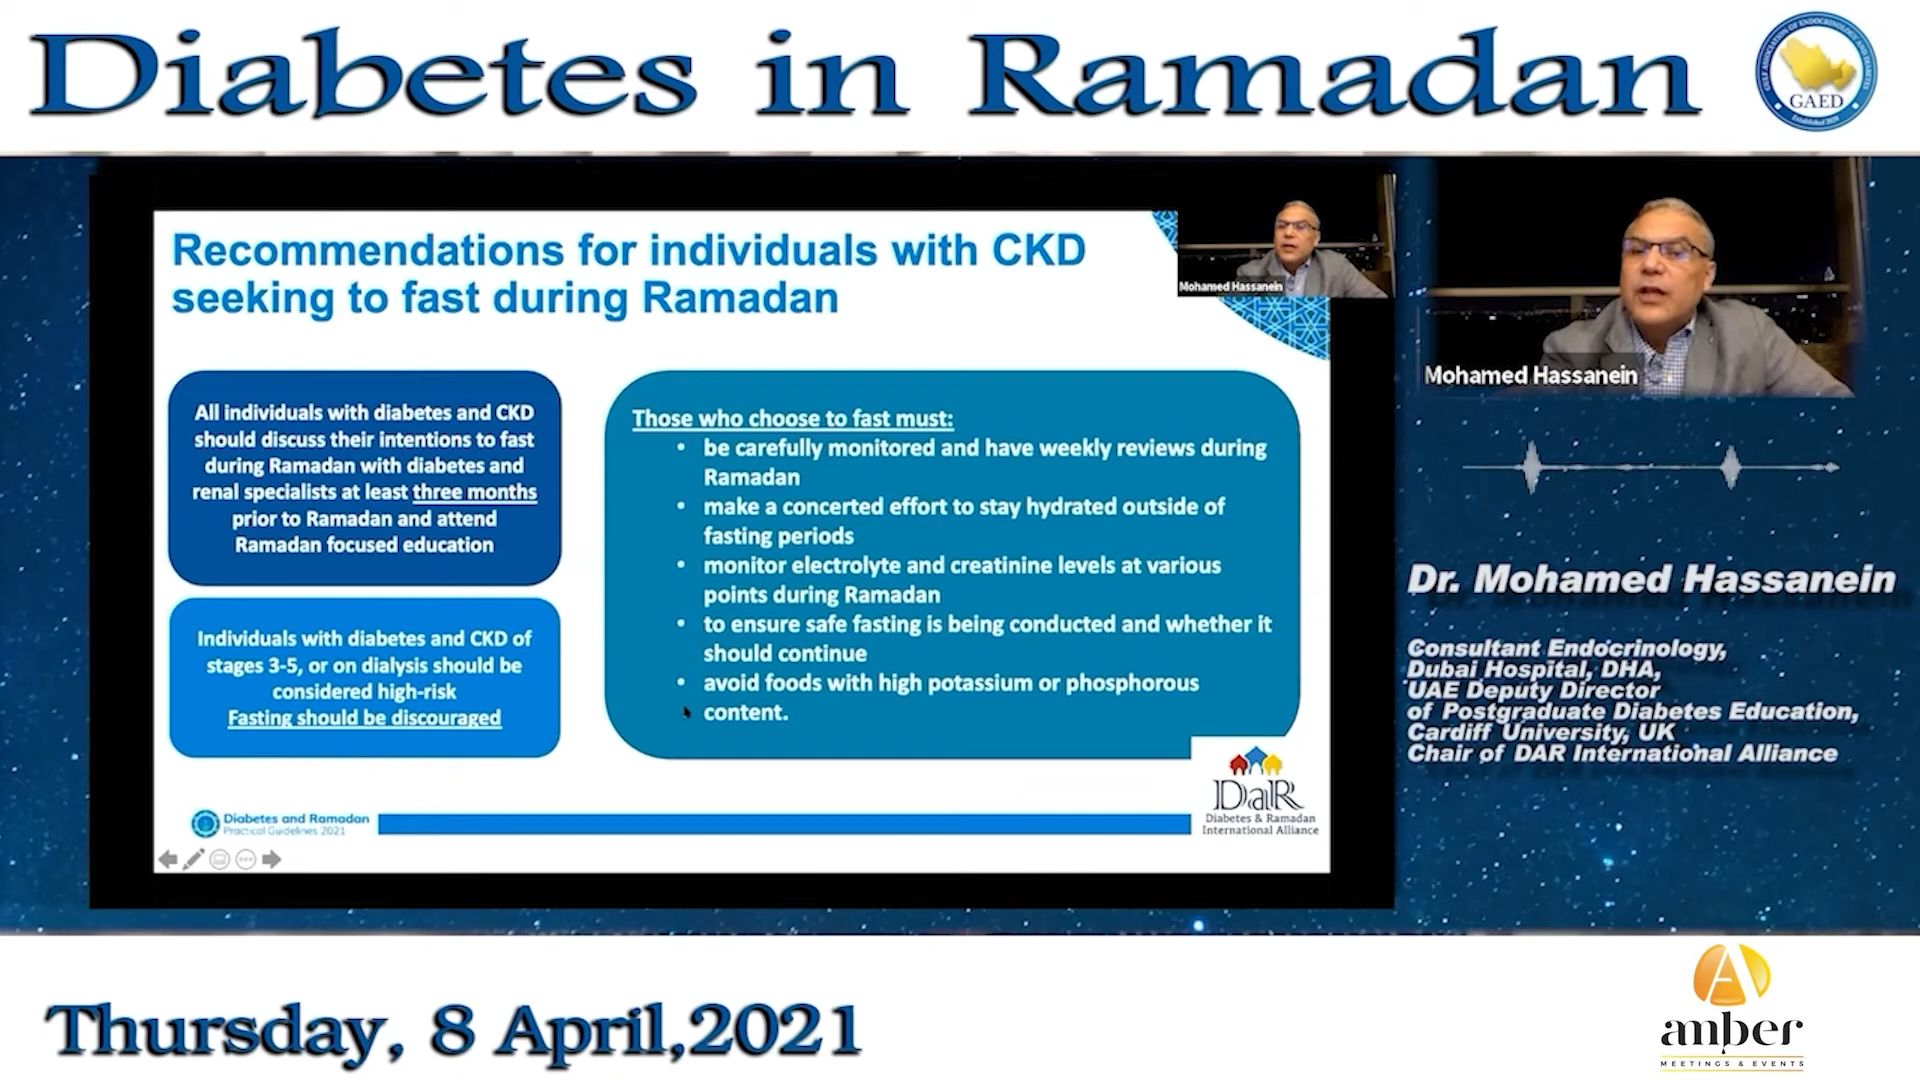 Diabetes in Ramadan
GULF ASSOCIATION OF ENDOCRINOLOGY AND DIABETES
GAED
Recommendations for individuals with CKD
seeking to fast during Ramadan
Mohamed Hassanein
All individuals with diabetes and CKD
should discuss their intentions to fast
during Ramadan with diabetes and
renal specialists at least three months
prior to Ramadan and attend
Ramadan focused education
Individuals with diabetes and CKD of
stages 3-5, or on dialysis should be
considered high-risk
Fasting should be discouraged
Those who choose to fast must:
• be carefully monitored and have weekly reviews during
Ramadan
• make a concerted effort to stay hydrated outside of
fasting periods
• monitor electrolyte and creatinine levels at various
points during Ramadan
• to ensure safe fasting is being conducted and whether it
should continue
• avoid foods with high potassium or phosphorous
• content.
Diabetes and Ramadan
Practical Guidelines 2021
DaR
Diabetes & Ramadan
International Alliance
Mohamed Hassanein
Dr. Mohamed Hassanein
Consultant Endocrinology,
Dubai Hospital, DHA,
UAE Deputy Director
of Postgraduate Diabetes Education,
Cardiff University, UK
Chair of DAR International Alliance
Thursday, 8 April,2021
amber
MEETINGS & EVENTS